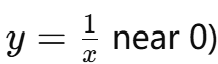 y = 1/x near 0)